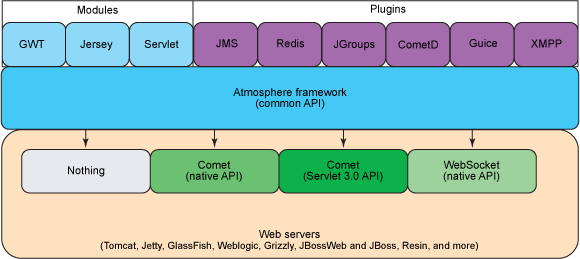 Modules Plugins
GWT Jersey Servlet JMS Redis JGroups CometD Guice XMPP
Atmosphere framework
(common API)
Nothing
Comet
(native API)
Comet
(Servlet 3.0 API)
WebSocket
(native API)
Web servers
(Tomcat, Jetty, GlassFish, Weblogic, Grizzly, JBossWeb and JBoss, Resin, and more)